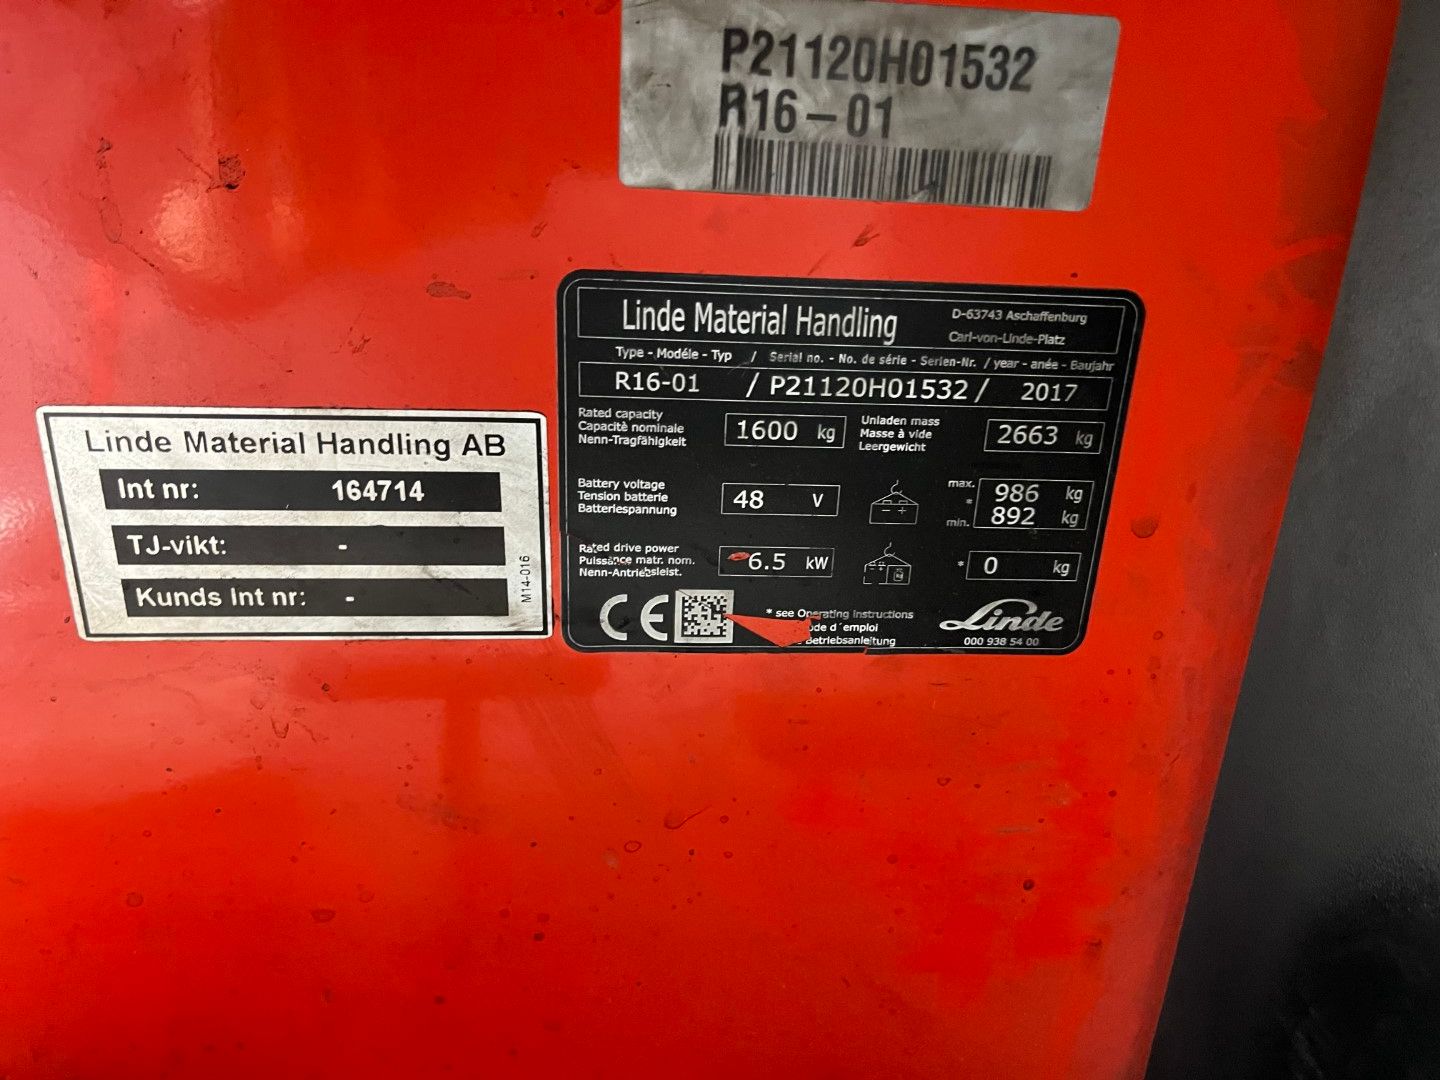 P21120H01532
R16-01
Linde Material Handling
D-63743 Aschaffenburg
Carl-von-Linde-Platz
Type - Modéle - Typ / Serial no. - No. de série - Serien-Nr. / year - anée - Baujahr
R16-01 / P21120H01532 / 2017
Rated capacity
Capacitè nominale
Nenn-Tragfähigkeit
1600 kg
Unladen mass
Masse à vide
Leergewicht
2663 kg
Battery voltage
Tension batterie
Batteriespannung
48 V
max.
*
min.
986 kg
892 kg
Rated drive power
Puissance matr. nom.
Nenn-Antriebsleist.
6.5 kW
* 0 kg
CE
* see Operating instructions
d´emploi
Betriebsanleitung
Linde
000 938 54 00
Linde Material Handling AB
Int nr: 164714
TJ-vikt: -
Kunds int nr: -
M14-016